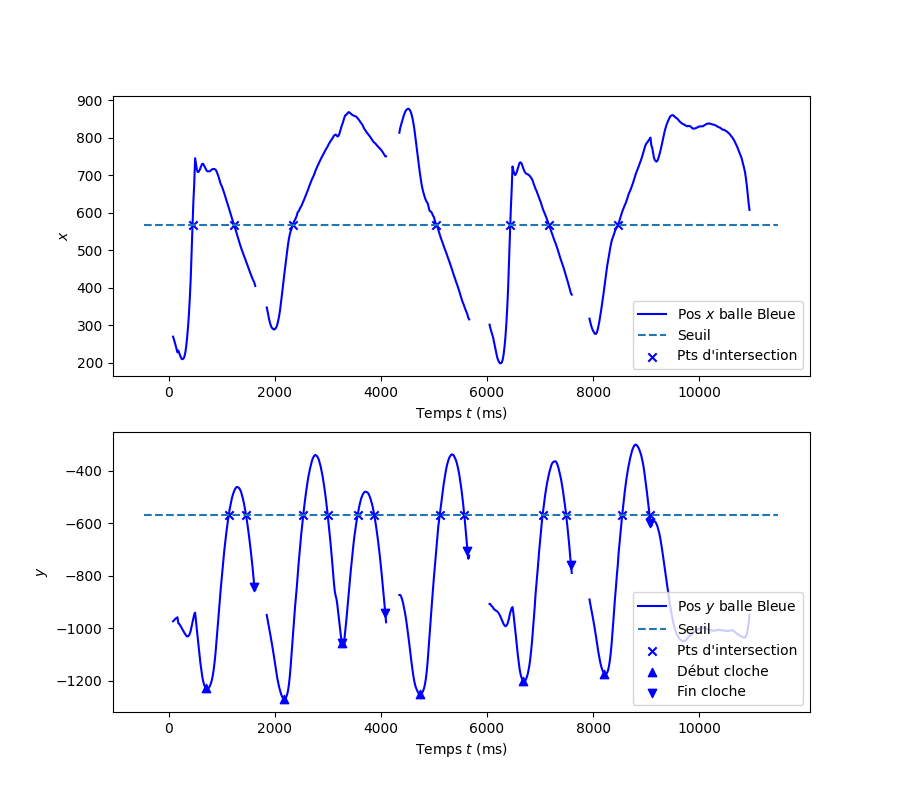 900
800
700
600
500
400
300
200
x
0 2000 4000 6000 8000 10000
Temps t (ms)
Pos x balle Bleue
Seuil
Pts d'intersection
−400
−600
−800
−1000
−1200
y
0 2000 4000 6000 8000 10000
Temps t (ms)
Pos y balle Bleue
Seuil
Pts d'intersection
Début cloche
Fin cloche